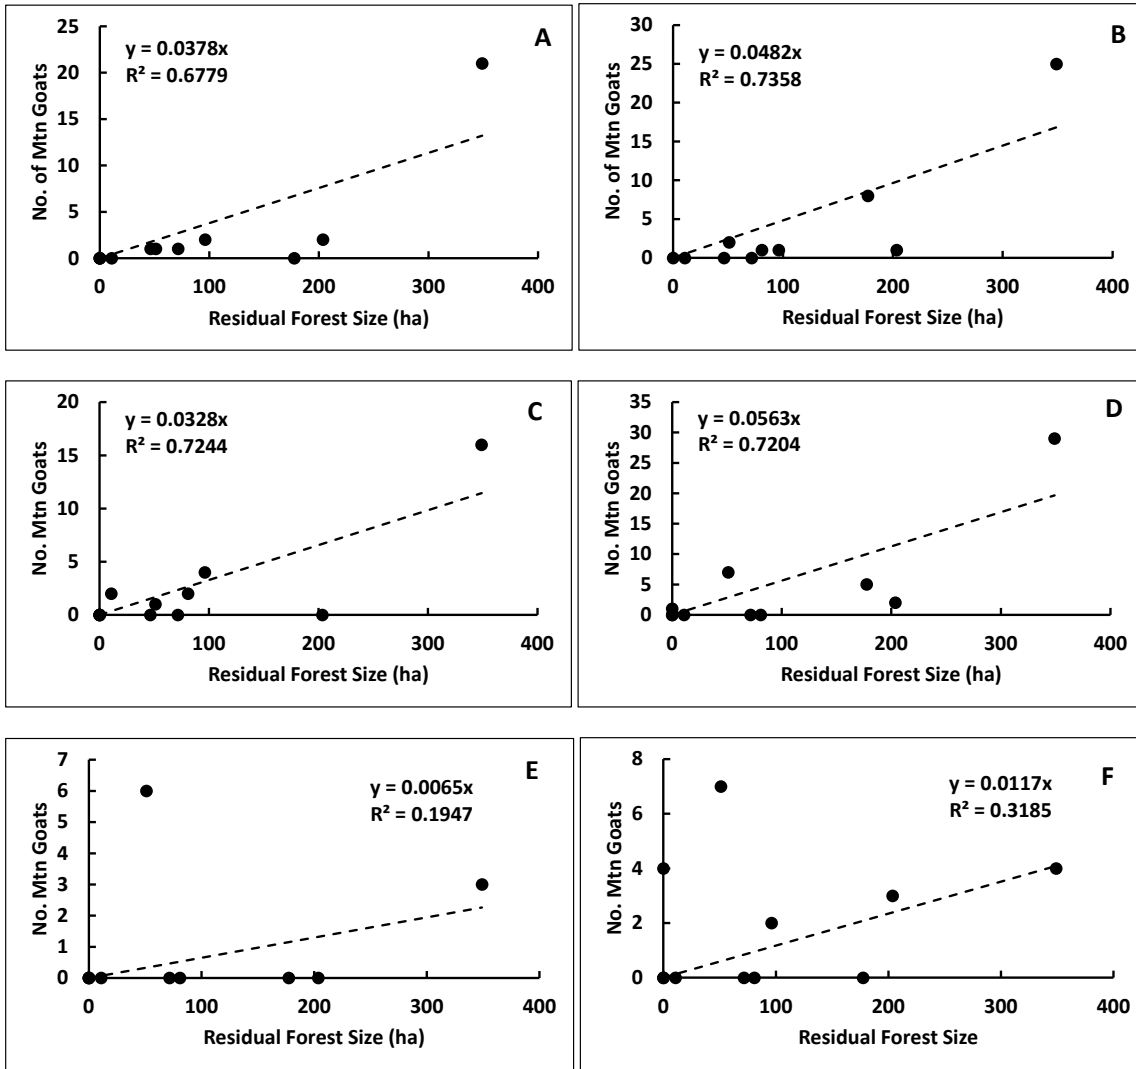 A
y = 0.0378x
R² = 0.6779
No. of Mtn Goats
25
20
15
10
5
0
0 100 200 300 400
Residual Forest Size (ha)
B
y = 0.0482x
R² = 0.7358
No. of Mtn Goats
30
25
20
15
10
5
0
0 100 200 300 400
Residual Forest Size (ha)
C
y = 0.0328x
R² = 0.7244
No. Mtn Goats
20
15
10
5
0
0 100 200 300 400
Residual Forest Size (ha)
D
y = 0.0563x
R² = 0.7204
No. Mtn Goats
35
30
25
20
15
10
5
0
0 100 200 300 400
Residual Forest Size (ha)
E
y = 0.0065x
R² = 0.1947
No. Mtn Goats
7
6
5
4
3
2
1
0
0 100 200 300 400
Residual Forest Size (ha)
F
y = 0.0117x
R² = 0.3185
No. Mtn Goats
8
6
4
2
0
0 100 200 300 400
Residual Forest Size